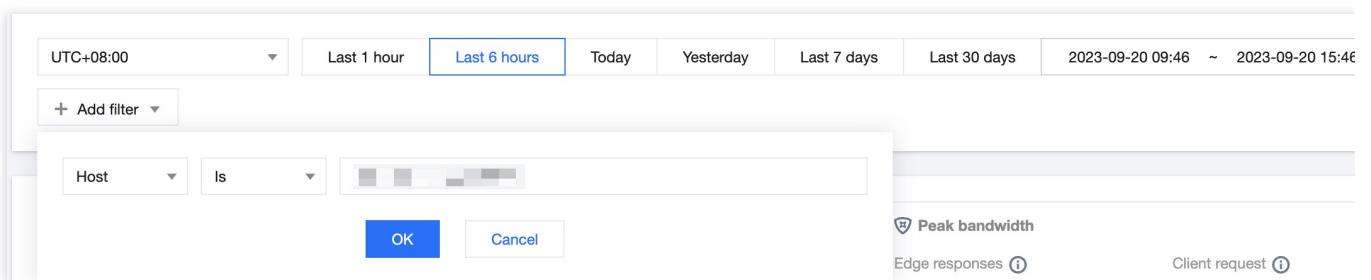 UTC+08:00 Last 1 hour Last 6 hours Today Yesterday Last 7 days Last 30 days 2023-09-20 09:46 ~ 2023-09-20 15:46
+ Add filter
Host Is
OK Cancel
Peak bandwidth
Edge responses Client request